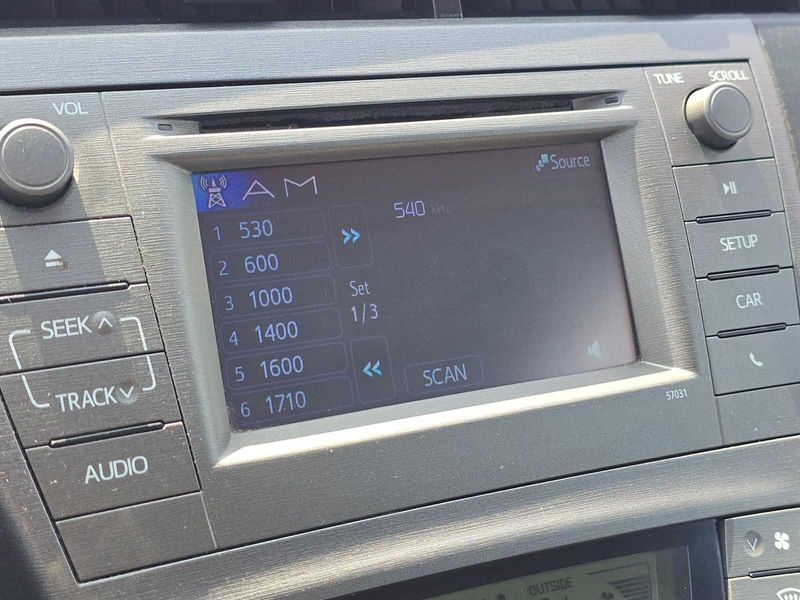 VOL
TUNE SCROLL
AM
Source
540 kHz
1 530
2 600
3 1000
4 1400
5 1600
6 1710
Set
1/3
SCAN
SEEK
TRACK
AUDIO
SETUP
CAR
57031
OUTSIDE